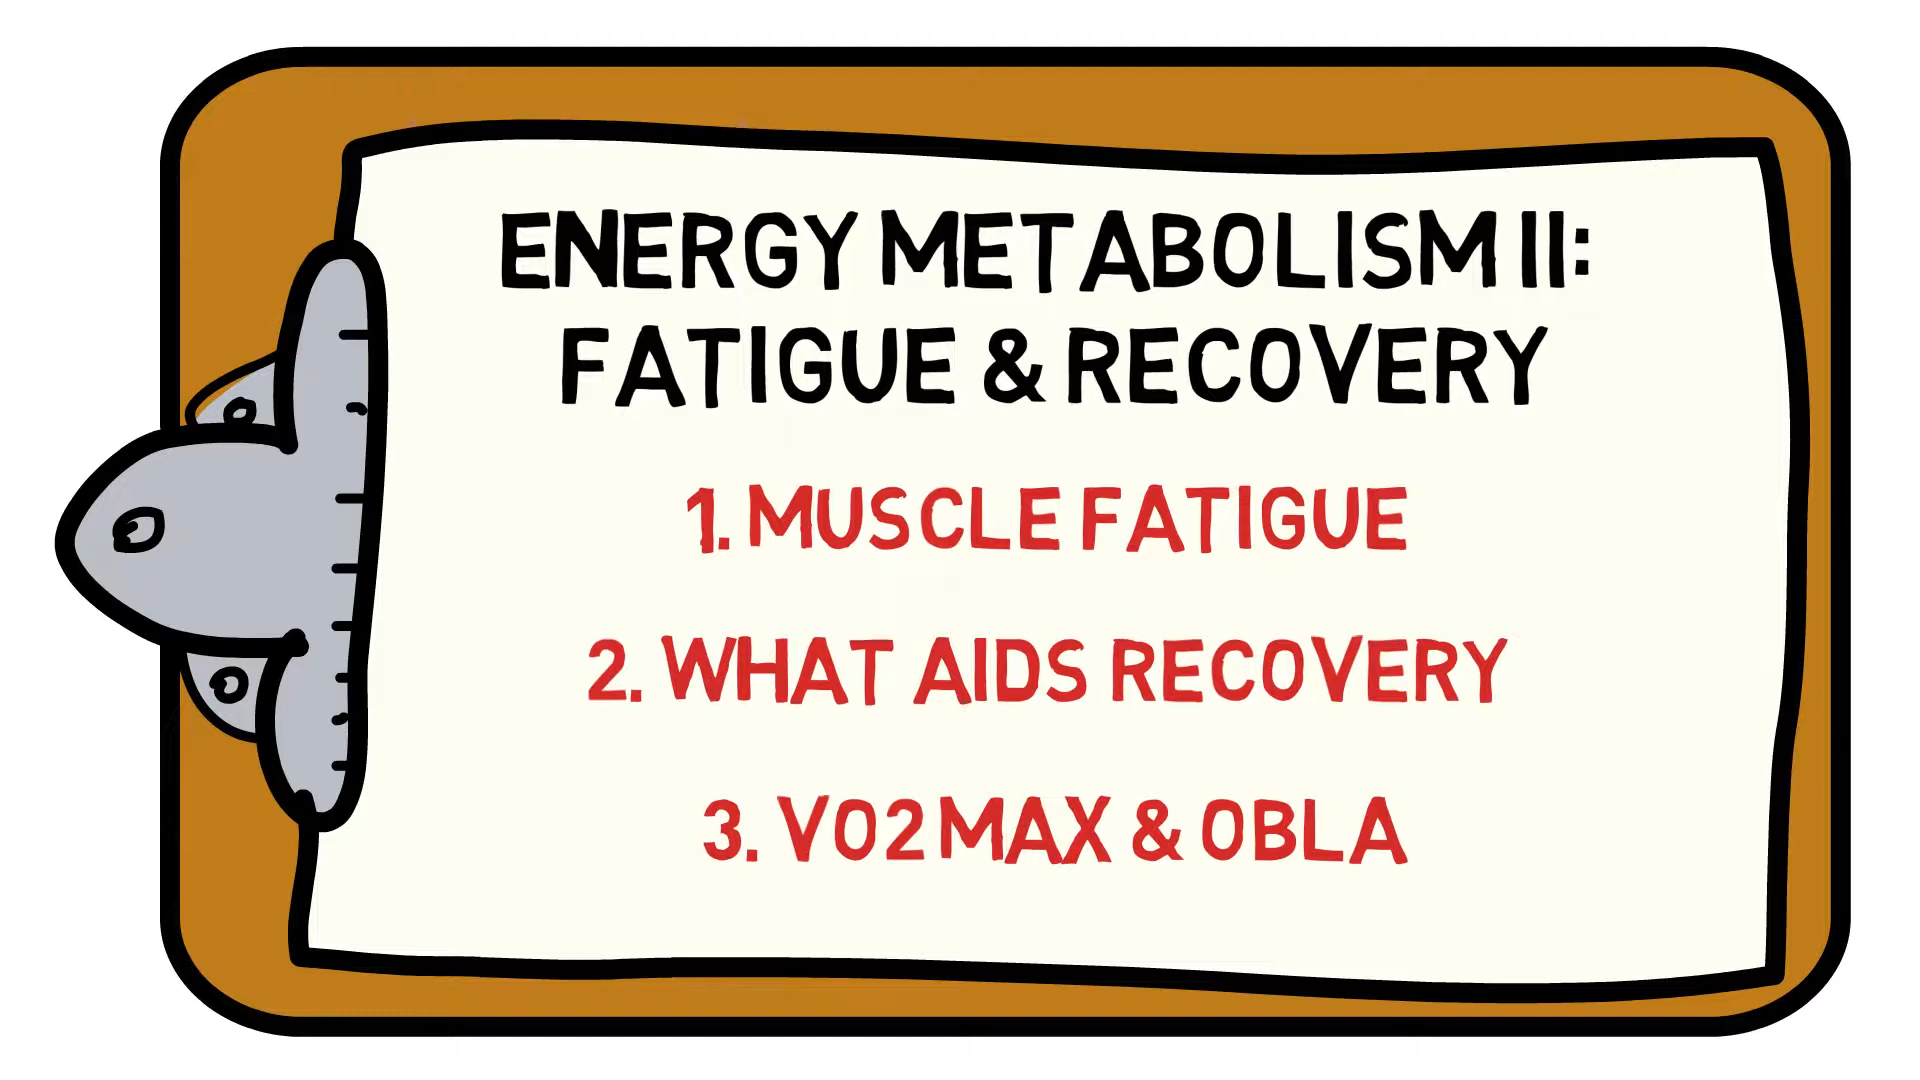 ENERGY METABOLISM II:
FATIGUE & RECOVERY
1. MUSCLE FATIGUE
2. WHAT AIDS RECOVERY
3. VO2 MAX & OBLA